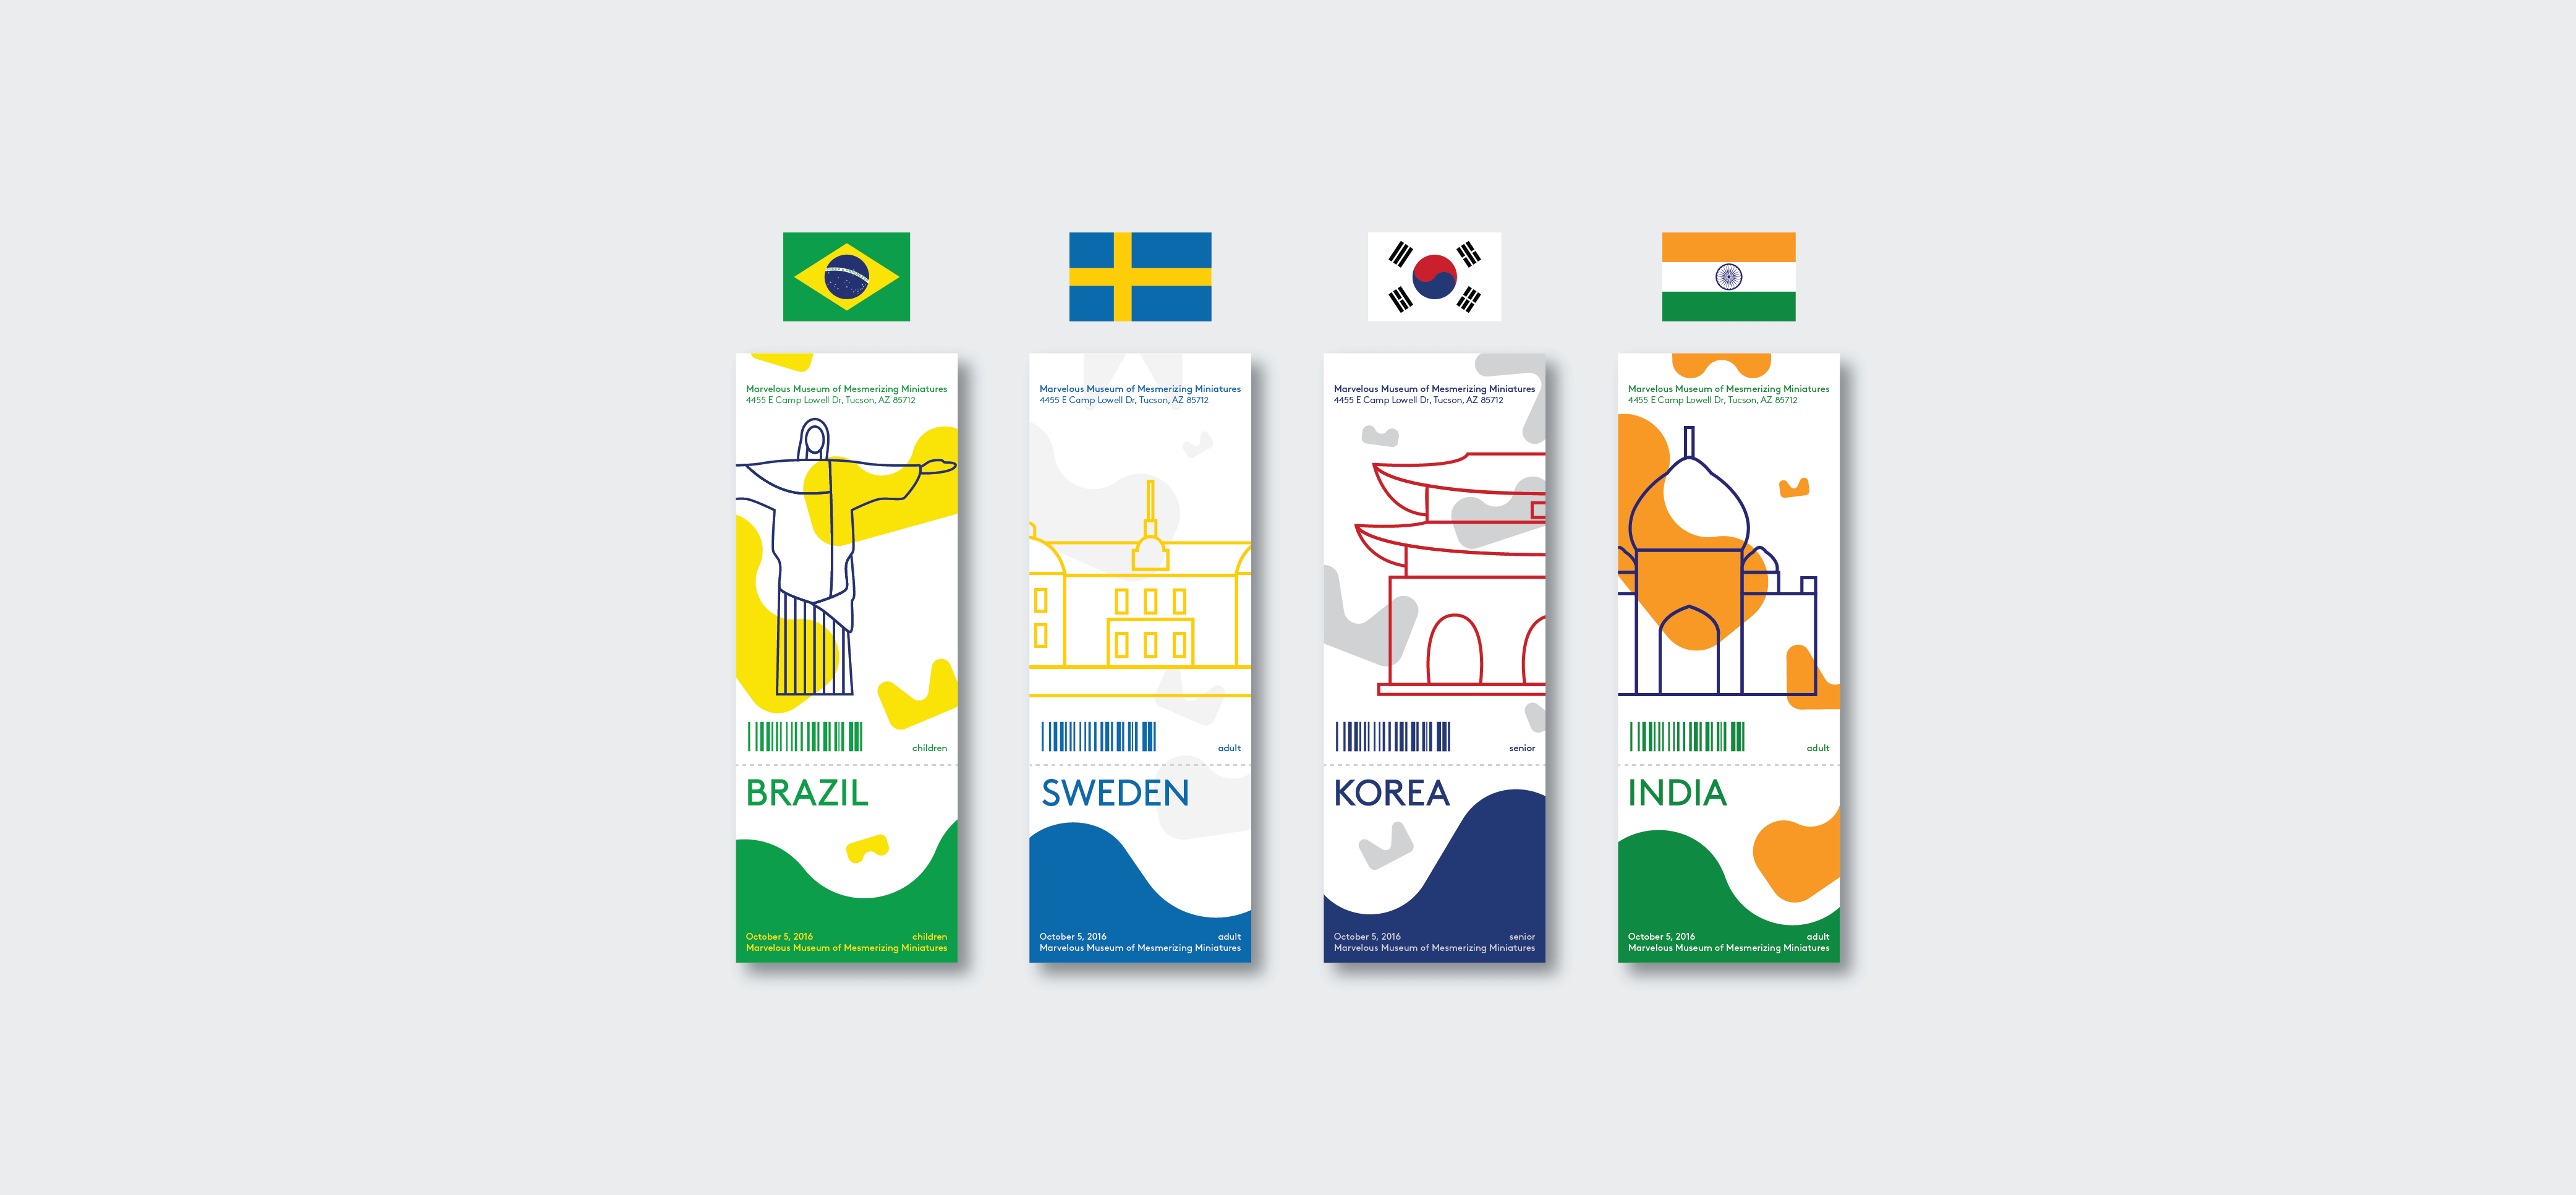 Marvelous Museum of Mesmerizing Miniatures
4455 E Camp Lowell Dr, Tucson, AZ 85712
children
BRAZIL
October 5, 2016 children
Marvelous Museum of Mesmerizing Miniatures
Marvelous Museum of Mesmerizing Miniatures
4455 E Camp Lowell Dr, Tucson, AZ 85712
adult
SWEDEN
October 5, 2016 adult
Marvelous Museum of Mesmerizing Miniatures
Marvelous Museum of Mesmerizing Miniatures
4455 E Camp Lowell Dr, Tucson, AZ 85712
senior
KOREA
October 5, 2016 senior
Marvelous Museum of Mesmerizing Miniatures
Marvelous Museum of Mesmerizing Miniatures
4455 E Camp Lowell Dr, Tucson, AZ 85712
adult
INDIA
October 5, 2016 adult
Marvelous Museum of Mesmerizing Miniatures